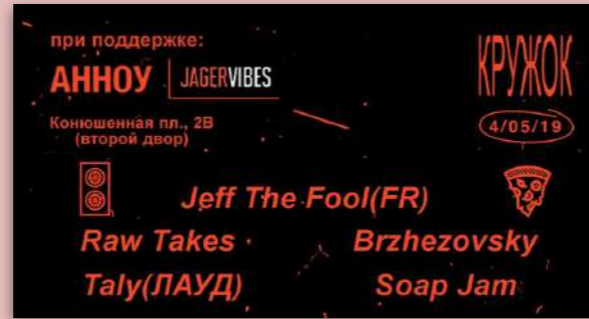 при поддержке:
АННОУ JAGERVIBES
КРУЖОК
Конюшенная пл., 2В
(второй двор)
4/05/19
Jeff The Fool(FR)
Raw Takes
Brzhezovsky
Taly(ЛАУД)
Soap Jam